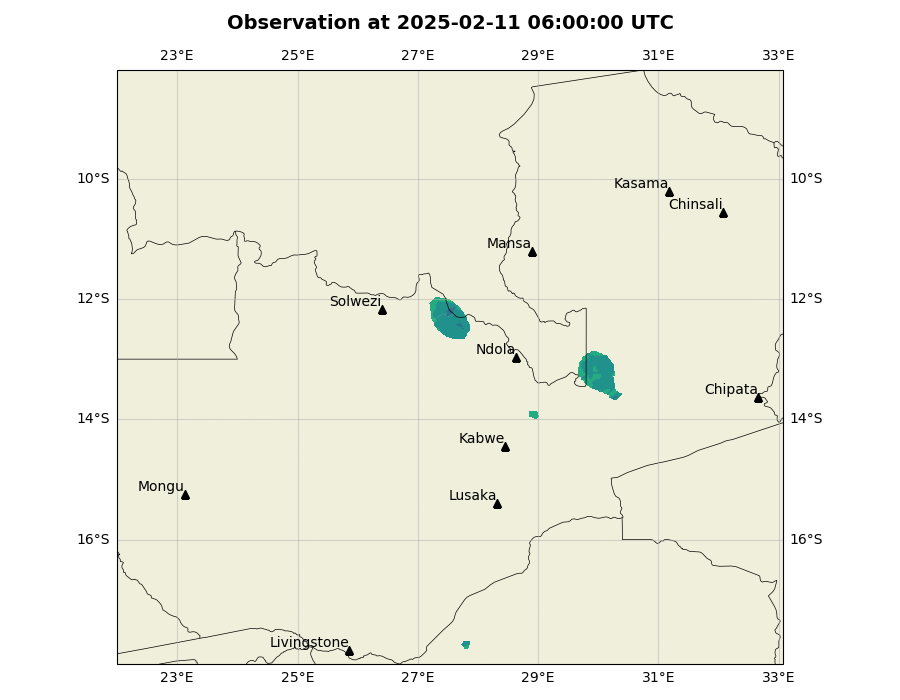 Observation at 2025-02-11 06:00:00 UTC
23°E 25°E 27°E 29°E 31°E 33°E
10°S 10°S
Kasama
Chinsali
Mansa
12°S 12°S
Solwezi
Ndola
Chipata
14°S 14°S
Kabwe
Mongu
Lusaka
16°S 16°S
Livingstone
23°E 25°E 27°E 29°E 31°E 33°E